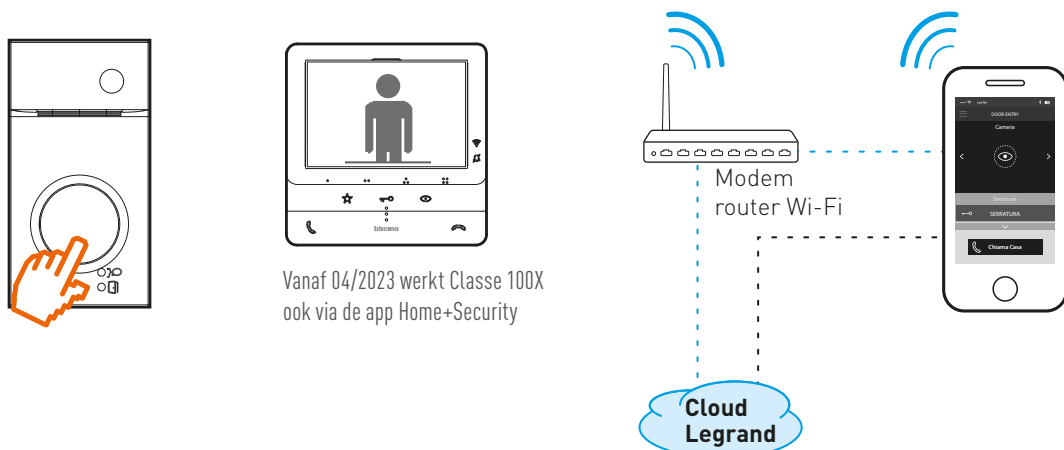 bticino
Vanaf 04/2023 werkt Classe 100X
ook via de app Home+Security
Modem
router Wi-Fi
DOOR ENTRY
Camera
Serrature
SERRATURA
Chiama Casa
Cloud
Legrand